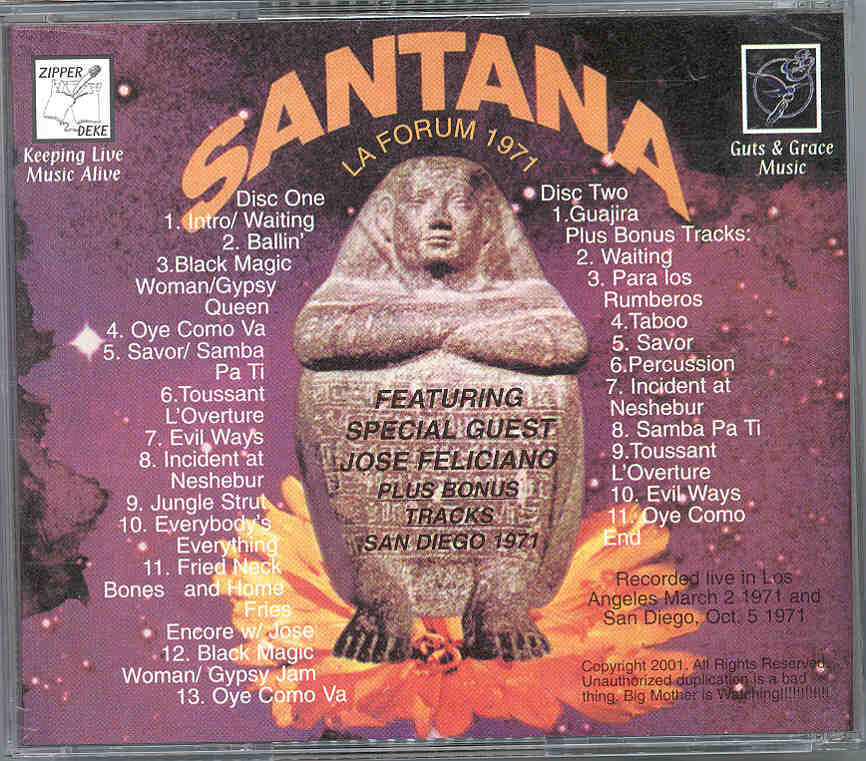 ZIPPER
DEKE
Keeping Live
Music Alive
SANTANA
LA FORUM 1971
Guts & Grace
Music
Disc One
1. Intro/ Waiting
2. Ballin'
3.Black Magic
Woman/Gypsy
Queen
4. Oye Como Va
5. Savor/ Samba
Pa Ti
6.Toussant
L'Overture
7. Evil Ways
8. Incident at
Neshebur
9. Jungle Strut
10. Everybody's
Everything
11. Fried Neck
Bones and Home
Fries
Encore w/ Jose
12. Black Magic
Woman/ Gypsy Jam
13. Oye Como Va
FEATURING
SPECIAL GUEST
JOSE FELICIANO
PLUS BONUS
TRACKS
SAN DIEGO 1971
Disc Two
1.Guajira
Plus Bonus Tracks:
2. Waiting
3. Para los
Rumberos
4.Taboo
5. Savor
6.Percussion
7. Incident at
Neshebur
8. Samba Pa Ti
9.Toussant
L'Overture
10. Evil Ways
11. Oye Como
End
Recorded live in Los
Angeles March 2 1971 and
San Diego, Oct. 5 1971
Copyright 2001. All Rights Reserved.
Unauthorized duplication is a bad
thing. Big Mother is Watching!!!!!!!!!!